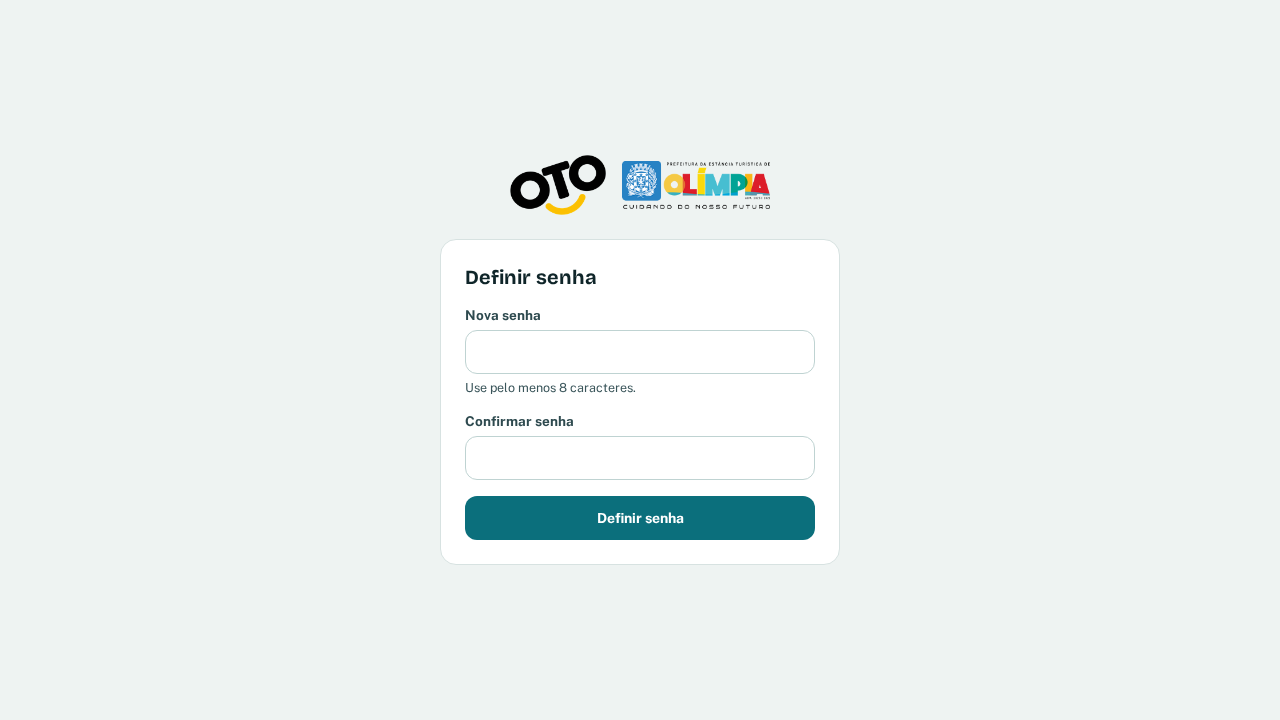 OTO
PREFEITURA DA ESTÂNCIA TURÍSTICA DE
OLÍMPIA
CUIDANDO DO NOSSO FUTURO
Definir senha
Nova senha
Use pelo menos 8 caracteres.
Confirmar senha
Definir senha